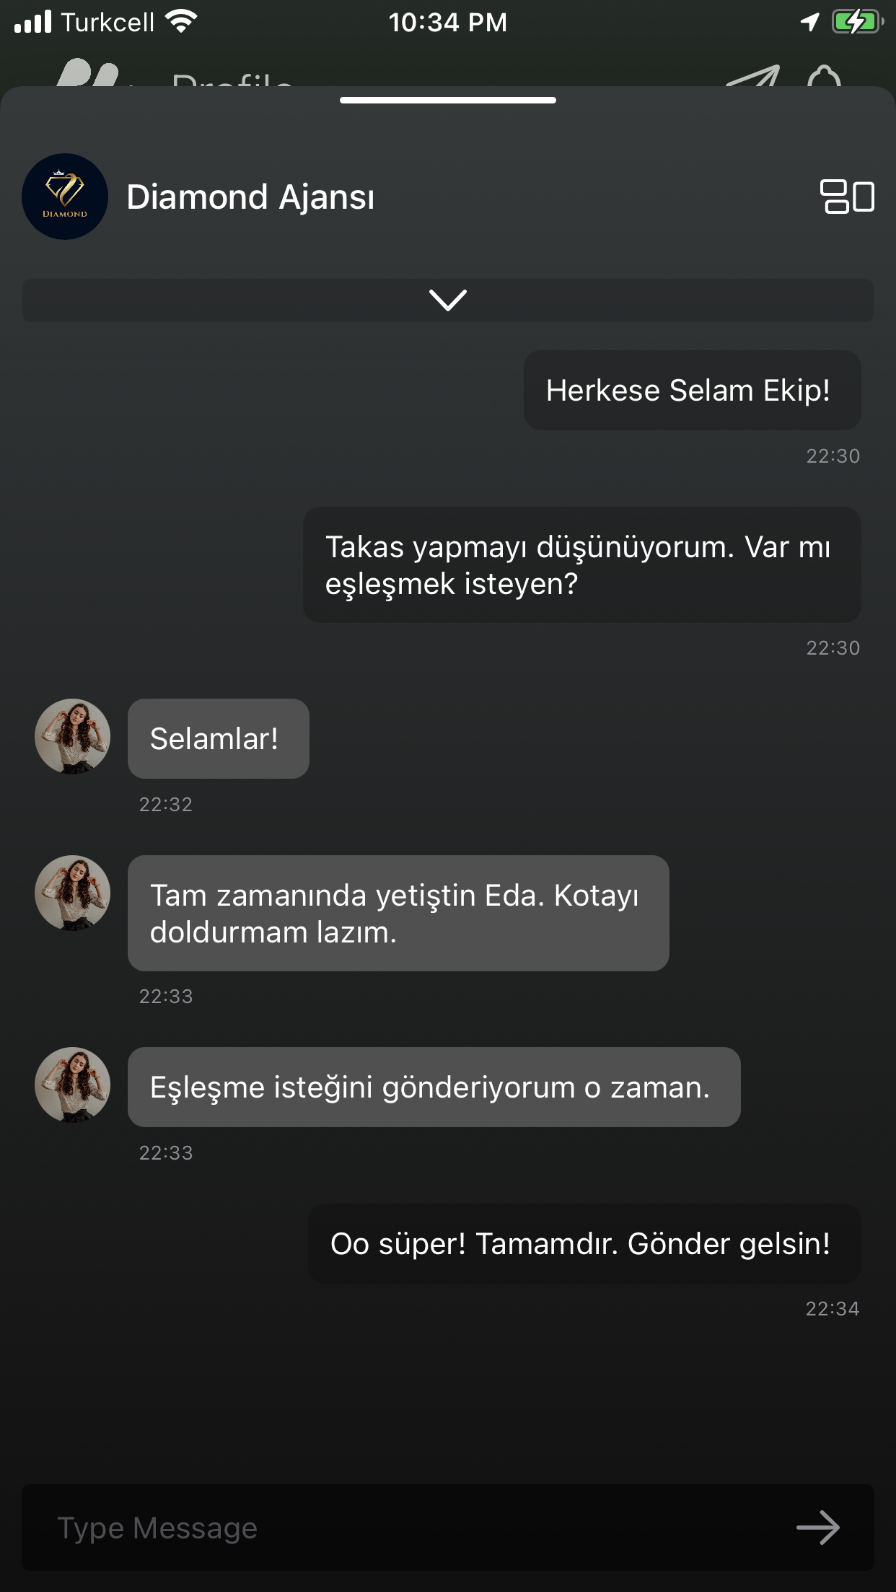 Turkcell
10:34 PM
Profile
DIAMOND
Diamond Ajansı
Herkese Selam Ekip!
22:30
Takas yapmayı düşünüyorum. Var mı
eşleşmek isteyen?
22:30
Selamlar!
22:32
Tam zamanında yetiştin Eda. Kotayı
doldurmam lazım.
22:33
Eşleşme isteğini gönderiyorum o zaman.
22:33
Oo süper! Tamamdır. Gönder gelsin!
22:34
Type Message